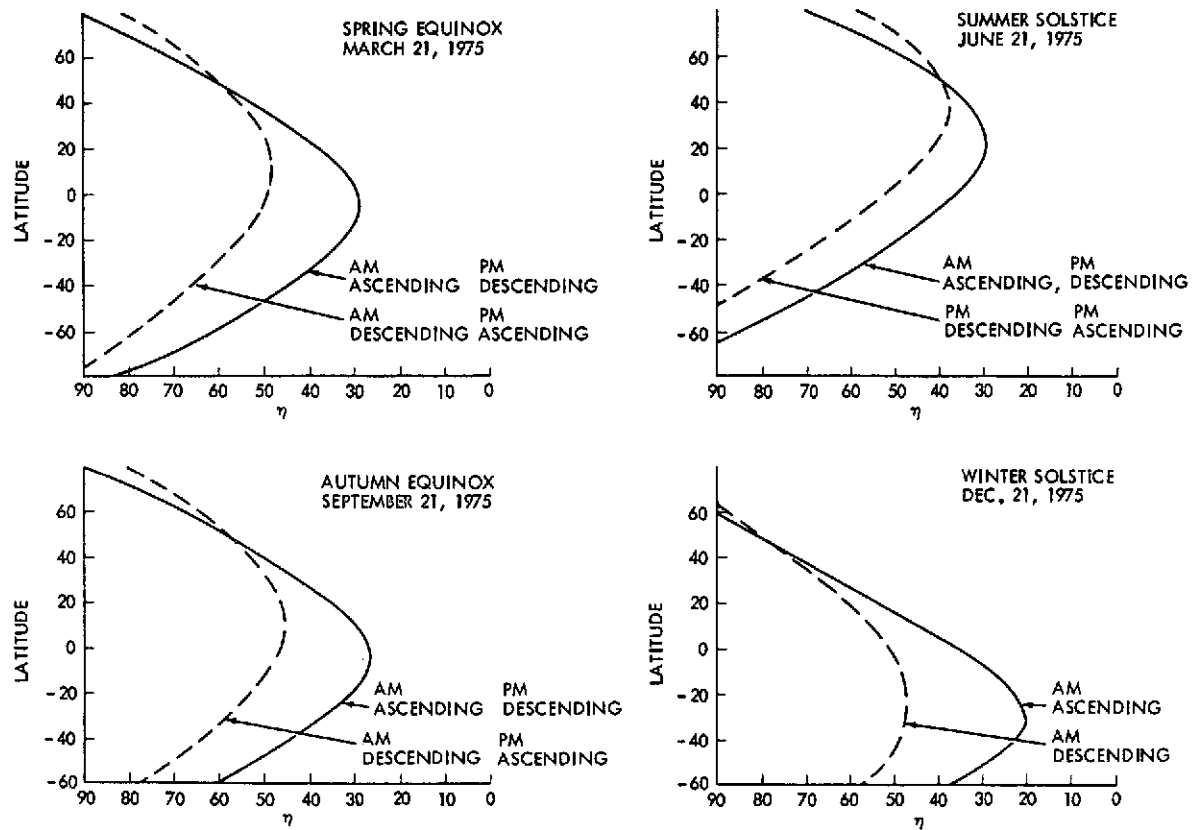 SPRING EQUINOX
MARCH 21, 1975
LATITUDE
60
40
20
0
-20
-40
-60
AM PM
ASCENDING DESCENDING
AM PM
DESCENDING ASCENDING
90 80 70 60 50 40 30 20 10 0
η
SUMMER SOLSTICE
JUNE 21, 1975
LATITUDE
60
40
20
0
-20
-40
-60
AM PM
ASCENDING, DESCENDING
PM PM
DESCENDING ASCENDING
90 80 70 60 50 40 30 20 10 0
η
AUTUMN EQUINOX
SEPTEMBER 21, 1975
LATITUDE
60
40
20
0
-20
-40
-60
AM PM
ASCENDING DESCENDING
AM PM
DESCENDING ASCENDING
90 80 70 60 50 40 30 20 10 0
η
WINTER SOLSTICE
DEC. 21, 1975
LATITUDE
60
40
20
0
-20
-40
-60
AM
ASCENDING
AM
DESCENDING
90 80 70 60 50 40 30 20 10 0
η